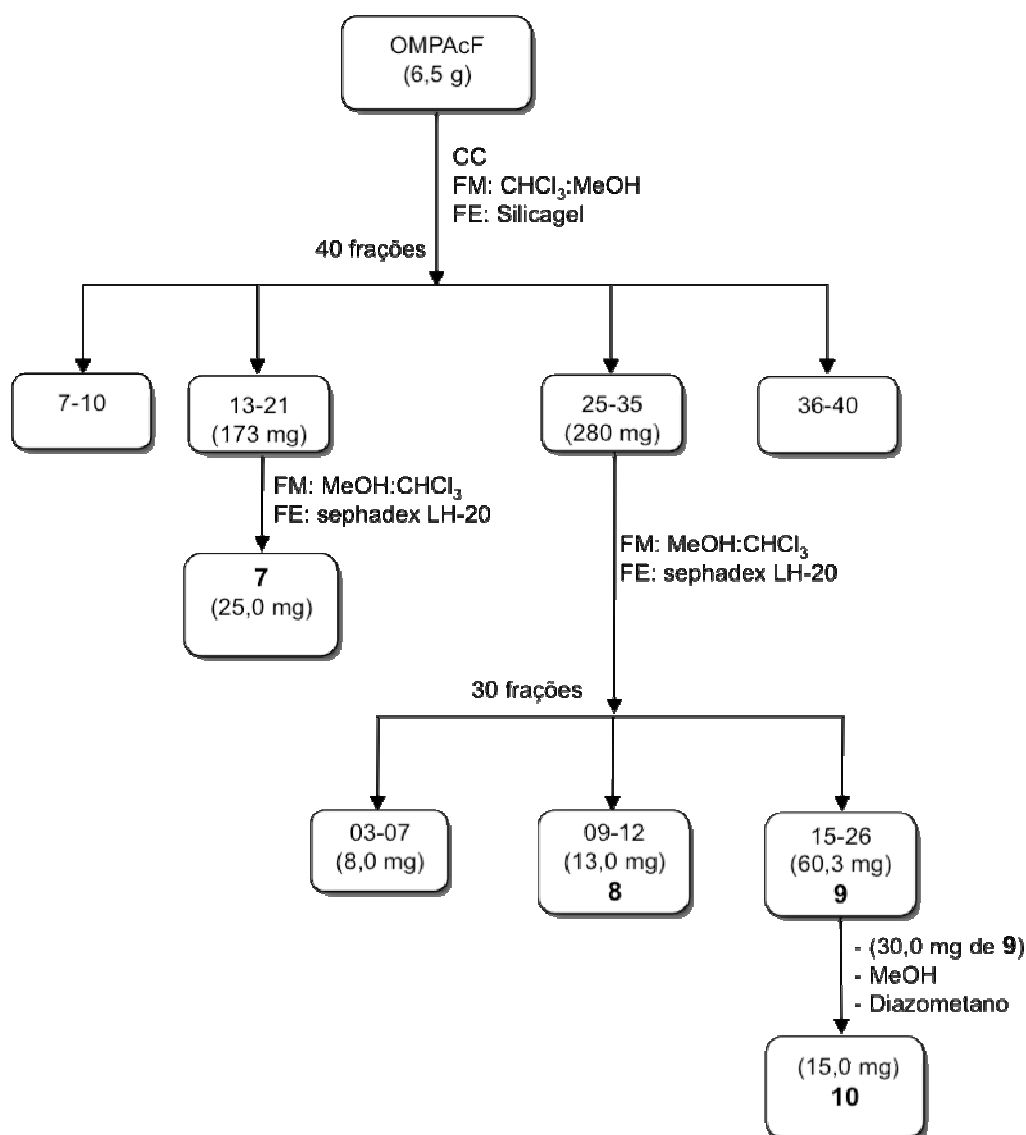 OMPAcF
(6,5 g)
CC
FM: CHCl₃:MeOH
FE: Silicagel
40 frações
7-10
13-21
(173 mg)
25-35
(280 mg)
36-40
FM: MeOH:CHCl₃
FE: sephadex LH-20
7
(25,0 mg)
FM: MeOH:CHCl₃
FE: sephadex LH-20
30 frações
03-07
(8,0 mg)
09-12
(13,0 mg)
8
15-26
(60,3 mg)
9
- (30,0 mg de 9)
- MeOH
- Diazometano
(15,0 mg)
10